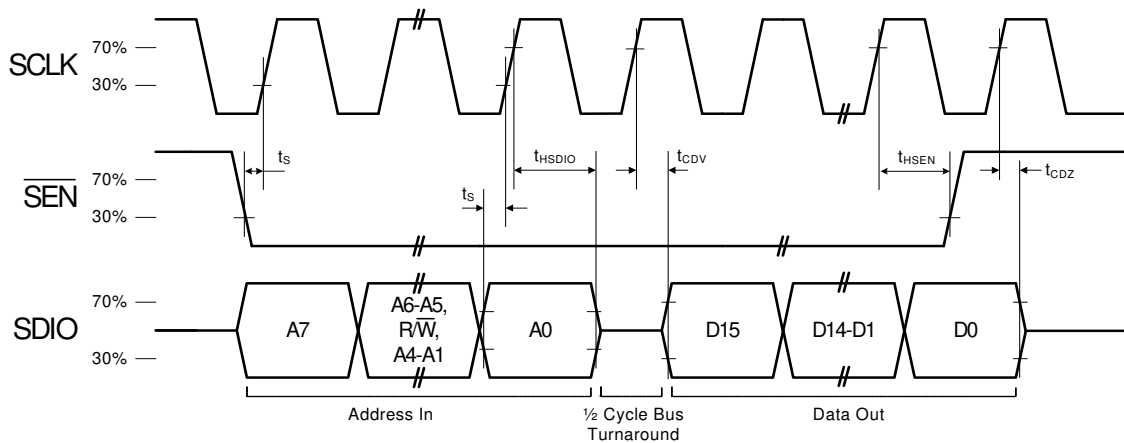 SCLK
70%
30%
SEN
70%
30%
tS
tS
tHSDIO
tCDV
tHSEN
tCDZ
SDIO
70%
30%
A7
A6-A5,
R/W,
A4-A1
A0
D15
D14-D1
D0
Address In
½ Cycle Bus
Turnaround
Data Out